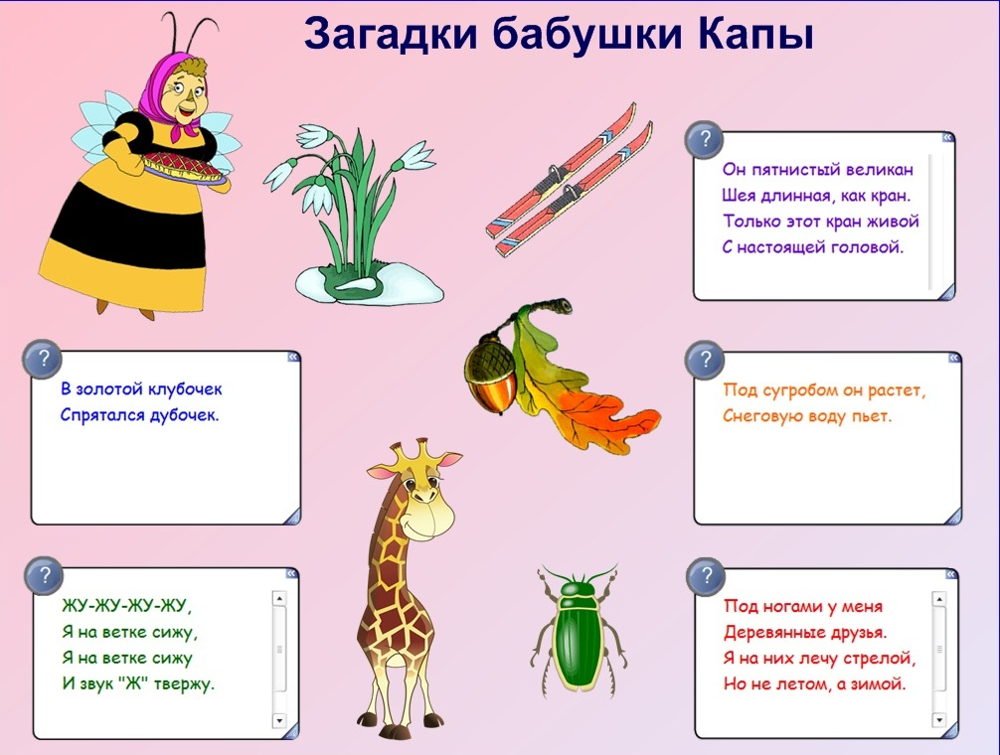 Загадки бабушки Капы
Он пятнистый великан
Шея длинная, как кран.
Только этот кран живой
С настоящей головой.
В золотой клубочек
Спрятался дубочек.
Под сугробом он растет,
Снеговую воду пьет.
ЖУ-ЖУ-ЖУ-ЖУ,
Я на ветке сижу,
Я на ветке сижу
И звук "Ж" твержу.
Под ногами у меня
Деревянные друзья.
Я на них лечу стрелой,
Но не летом, а зимой.